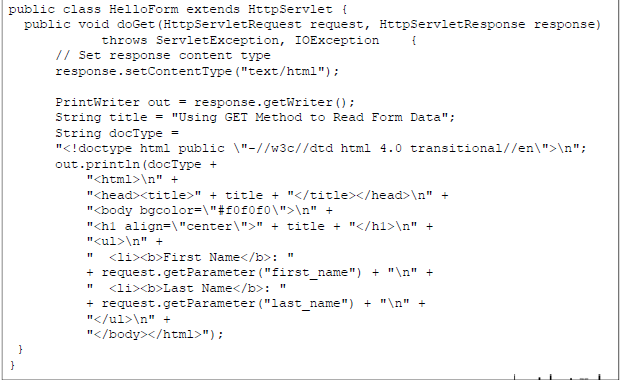 public class HelloForm extends HttpServlet {
  public void doGet(HttpServletRequest request, HttpServletResponse response)
            throws ServletException, IOException    {
      // Set response content type
      response.setContentType("text/html");

      PrintWriter out = response.getWriter();
      String title = "Using GET Method to Read Form Data";
      String docType =
      "<!doctype html public \"-//w3c//dtd html 4.0 transitional//en\">\n";
      out.println(docType +
          "<html>\n" +
          "<head><title>" + title + "</title></head>\n" +
          "<body bgcolor=\"#f0f0f0\">\n" +
          "<h1 align=\"center\">" + title + "</h1>\n" +
          "<ul>\n" +
          "  <li><b>First Name</b>: "
          + request.getParameter("first_name") + "\n" +
          "  <li><b>Last Name</b>: "
          + request.getParameter("last_name") + "\n" +
          "</ul>\n" +
          "</body></html>");
 }
}